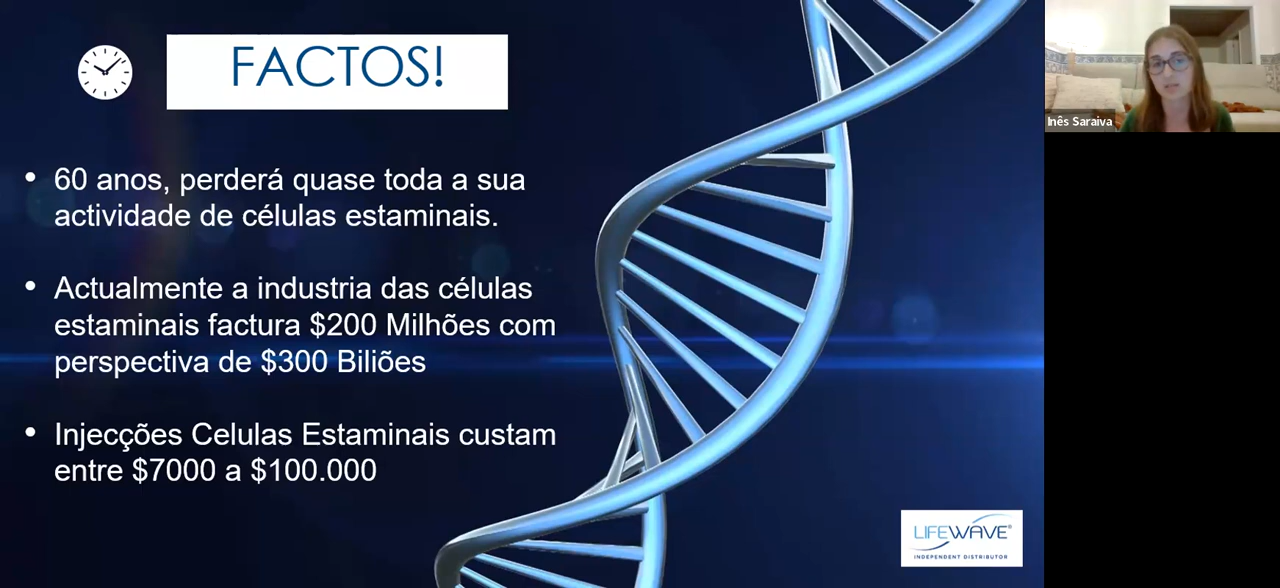 FACTOS!
• 60 anos, perderá quase toda a sua
actividade de células estaminais.
• Actualmente a industria das células
estaminais factura $200 Milhões com
perspectiva de $300 Biliões
• Injecções Celulas Estaminais custam
entre $7000 a $100.000
LIFEWAVE®
INDEPENDENT DISTRIBUTOR
Inês Saraiva